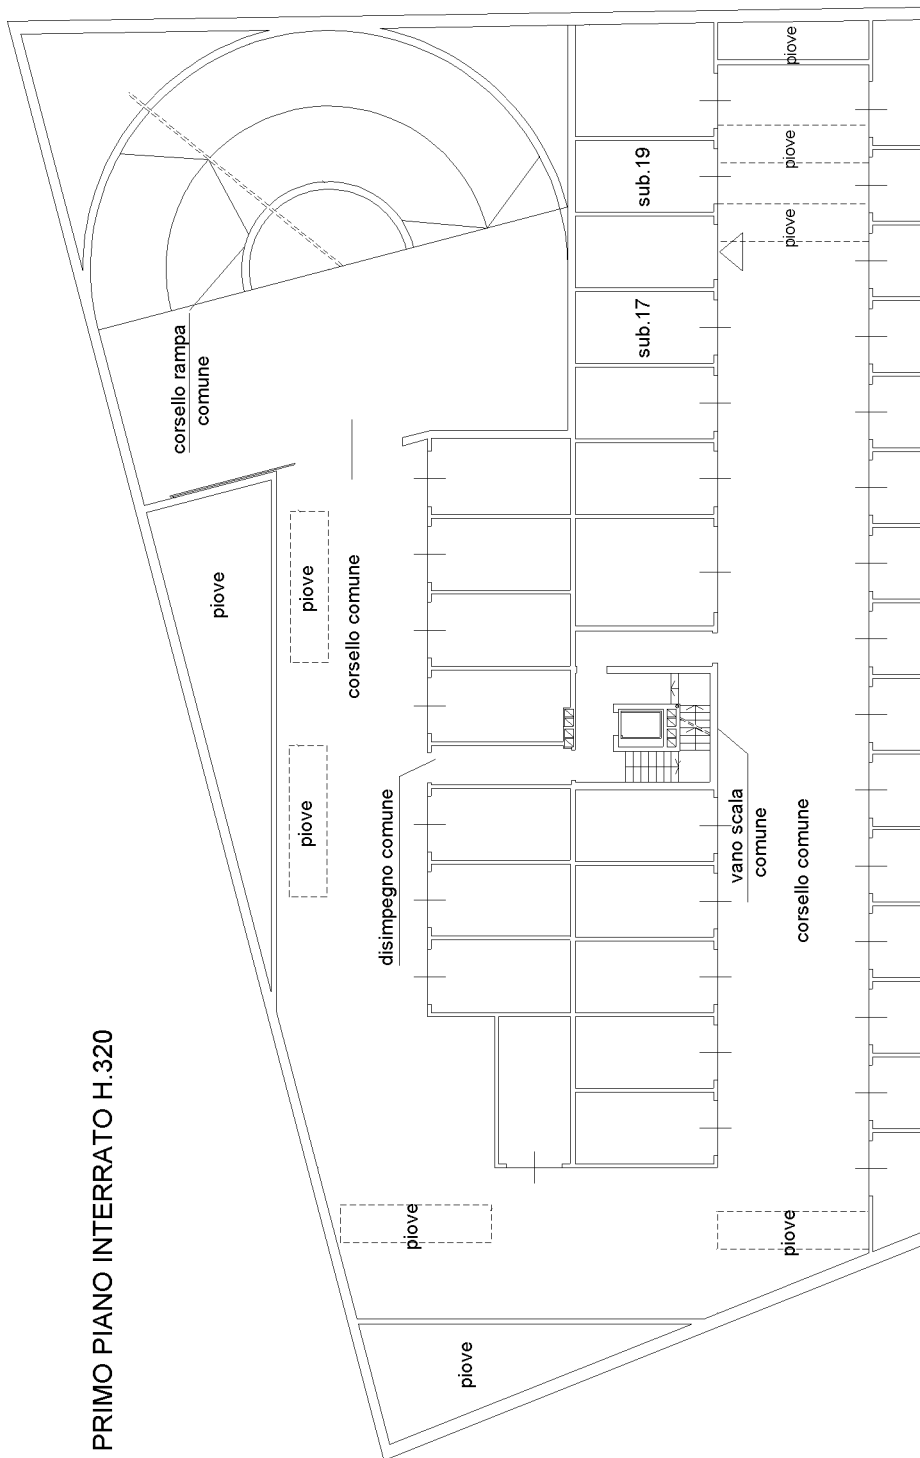 PRIMO PIANO INTERRATO H.320
piove
piove
piove
piove
piove
piove
piove
piove
piove
corsello comune
corsello rampa
comune
disimpegno comune
sub.17
sub.19
vano scala
comune
corsello comune